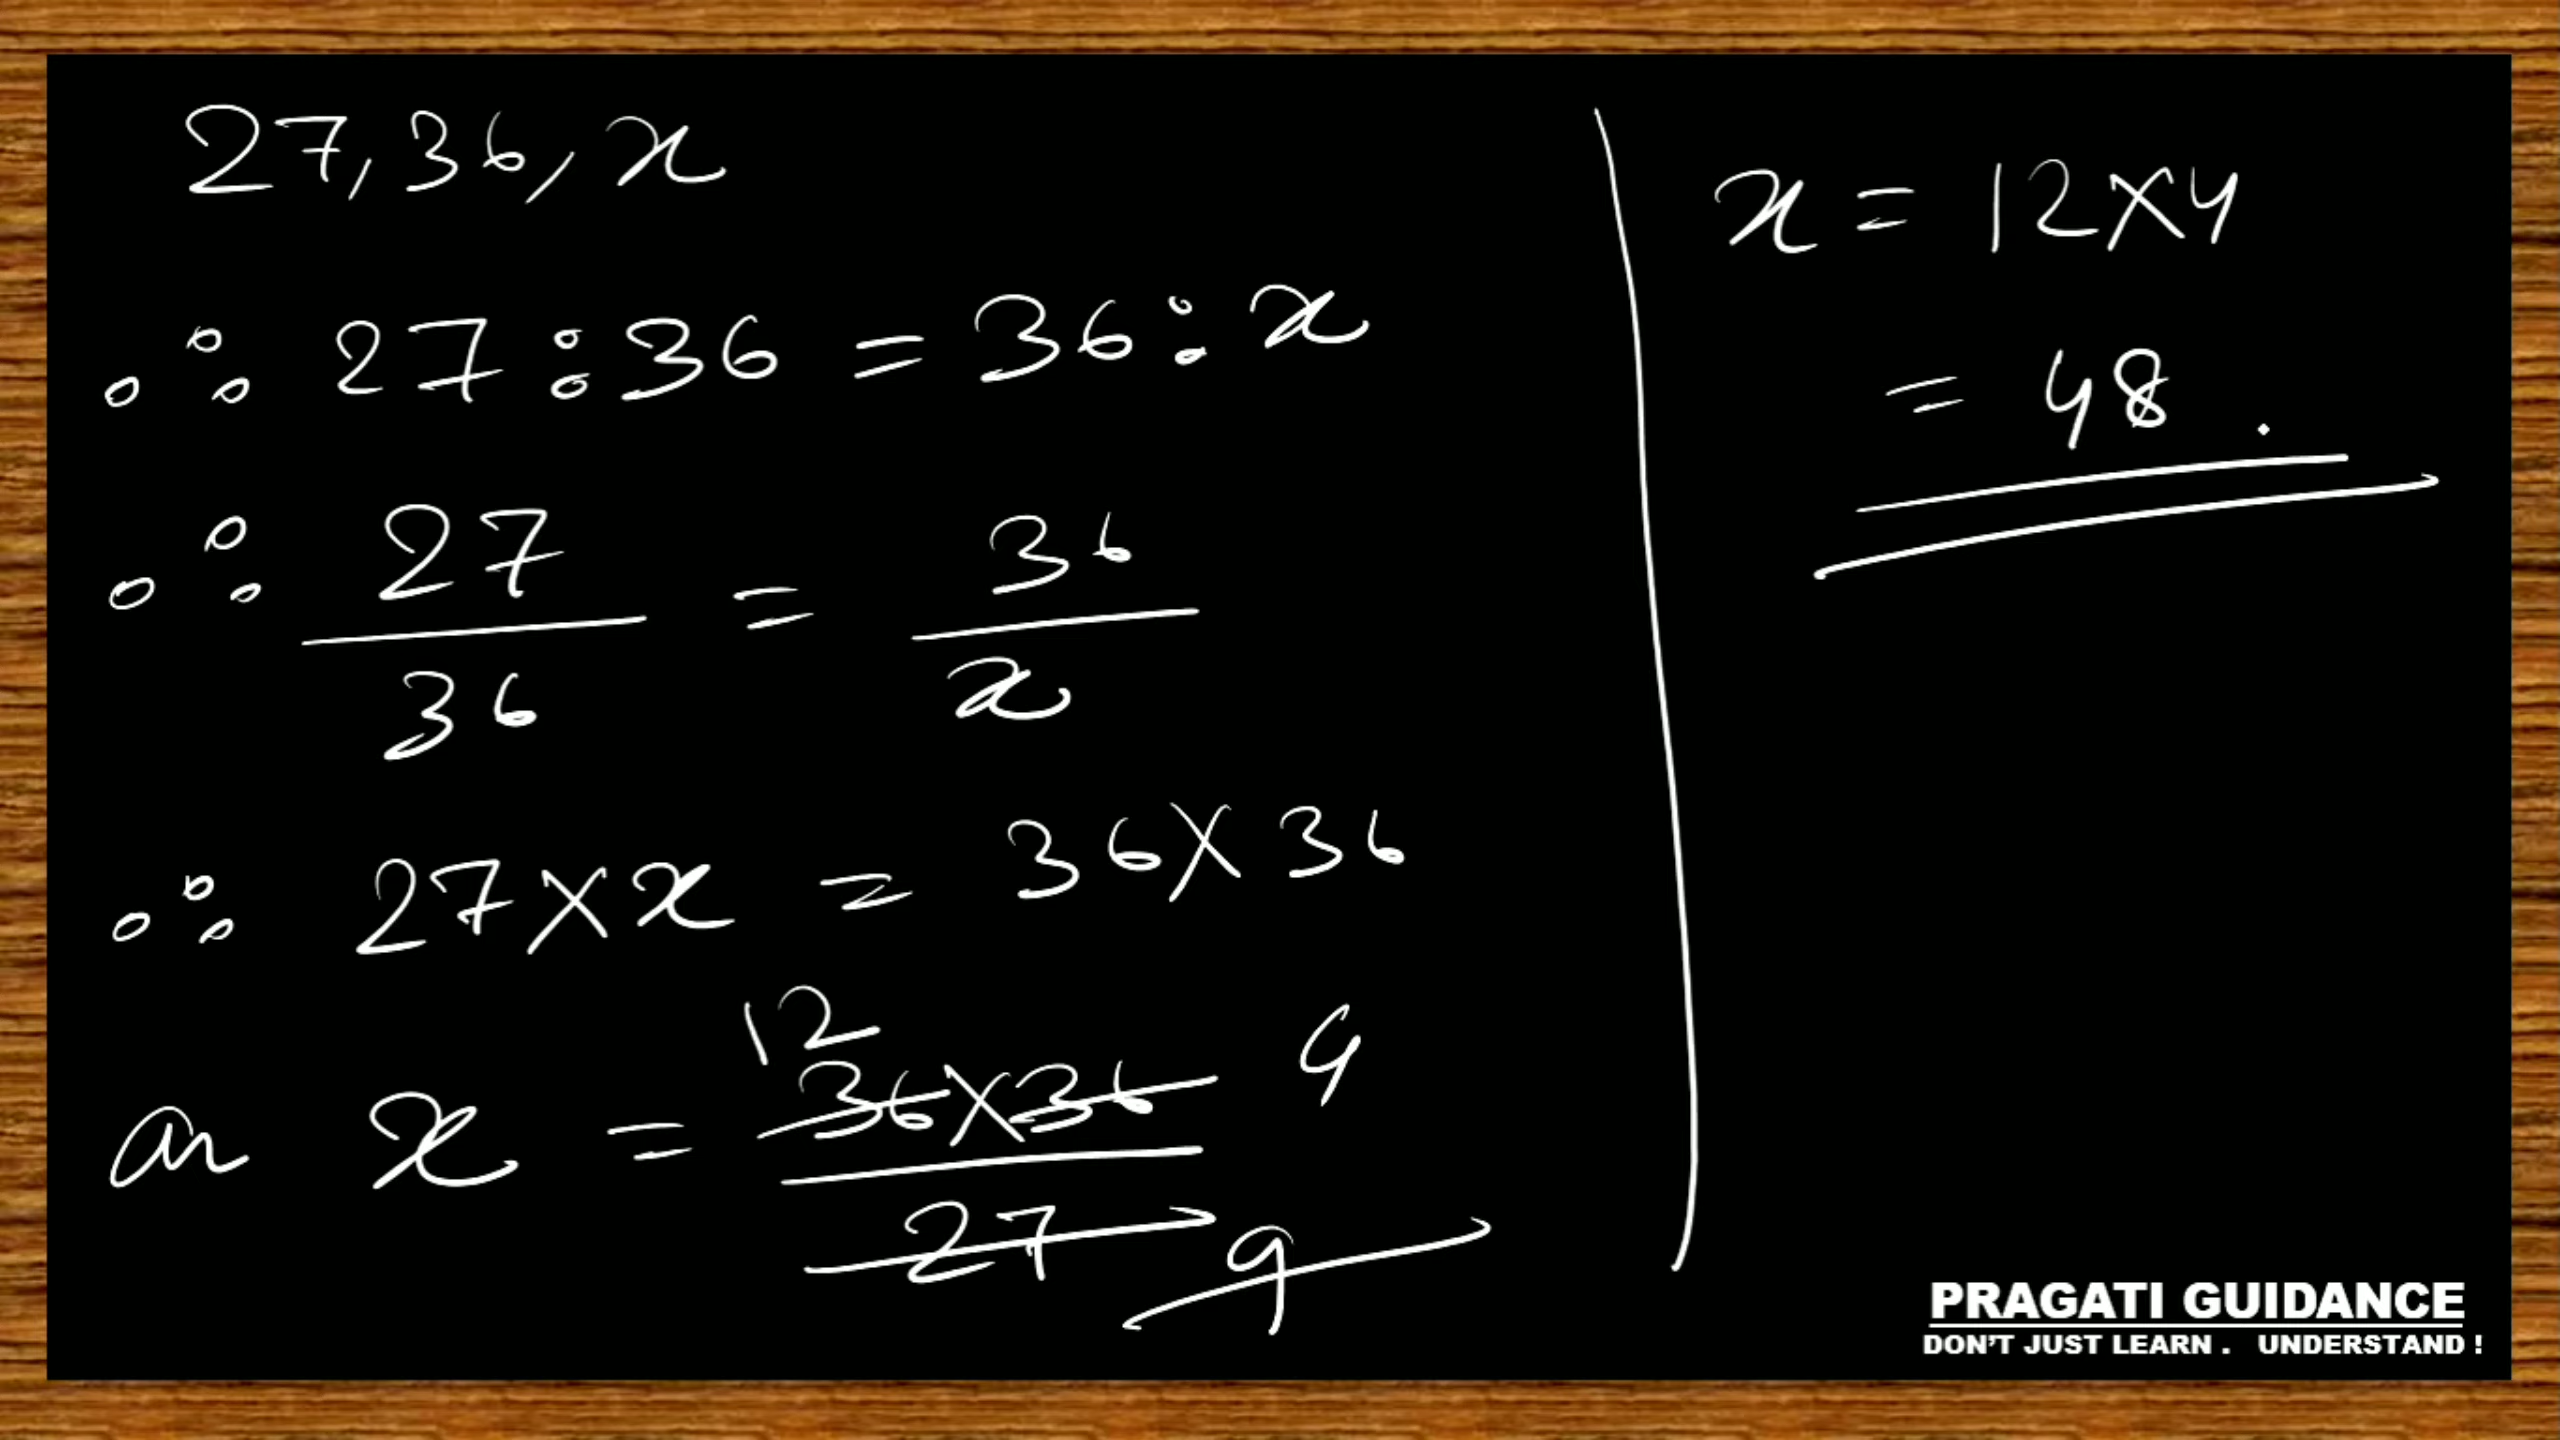 27, 36, x
∴ 27 : 36 = 36 : x
∴ 27/36 = 36/x
∴ 27 × x = 36 × 36
or x = 36 × 36 / 27
12 4
9
x = 12 × 4
= 48.
PRAGATI GUIDANCE
DON'T JUST LEARN. UNDERSTAND!